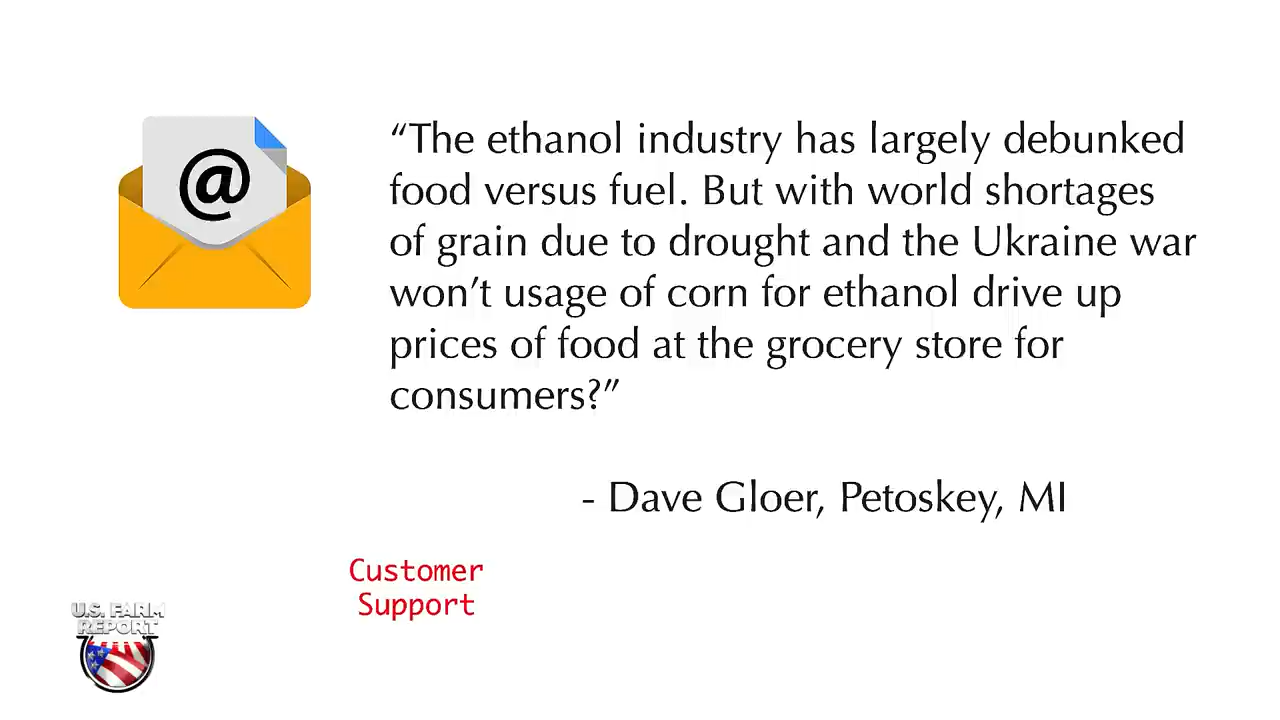 @
“The ethanol industry has largely debunked
food versus fuel. But with world shortages
of grain due to drought and the Ukraine war
won’t usage of corn for ethanol drive up
prices of food at the grocery store for
consumers?”
- Dave Gloer, Petoskey, MI
Customer
Support
U.S. FARM
REPORT